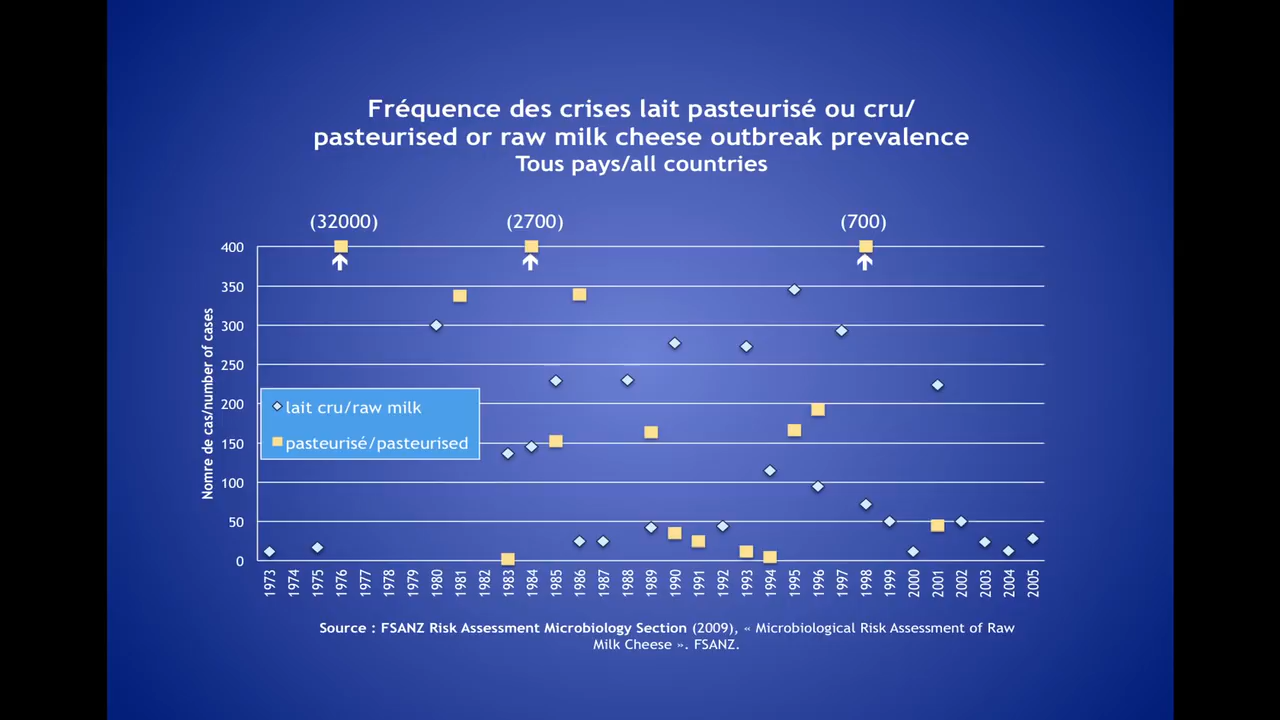 Fréquence des crises lait pasteurisé ou cru/
pasteurised or raw milk cheese outbreak prevalence
Tous pays/all countries
(32000) (2700) (700)
400
350
300
250
200
150
100
50
0
Nomre de cas/number of cases
lait cru/raw milk
pasteurisé/pasteurised
1973 1974 1975 1976 1977 1978 1979 1980 1981 1982 1983 1984 1985 1986 1987 1988 1989 1990 1991 1992 1993 1994 1995 1996 1997 1998 1999 2000 2001 2002 2003 2004 2005
Source : FSANZ Risk Assessment Microbiology Section (2009), « Microbiological Risk Assessment of Raw
Milk Cheese ». FSANZ.